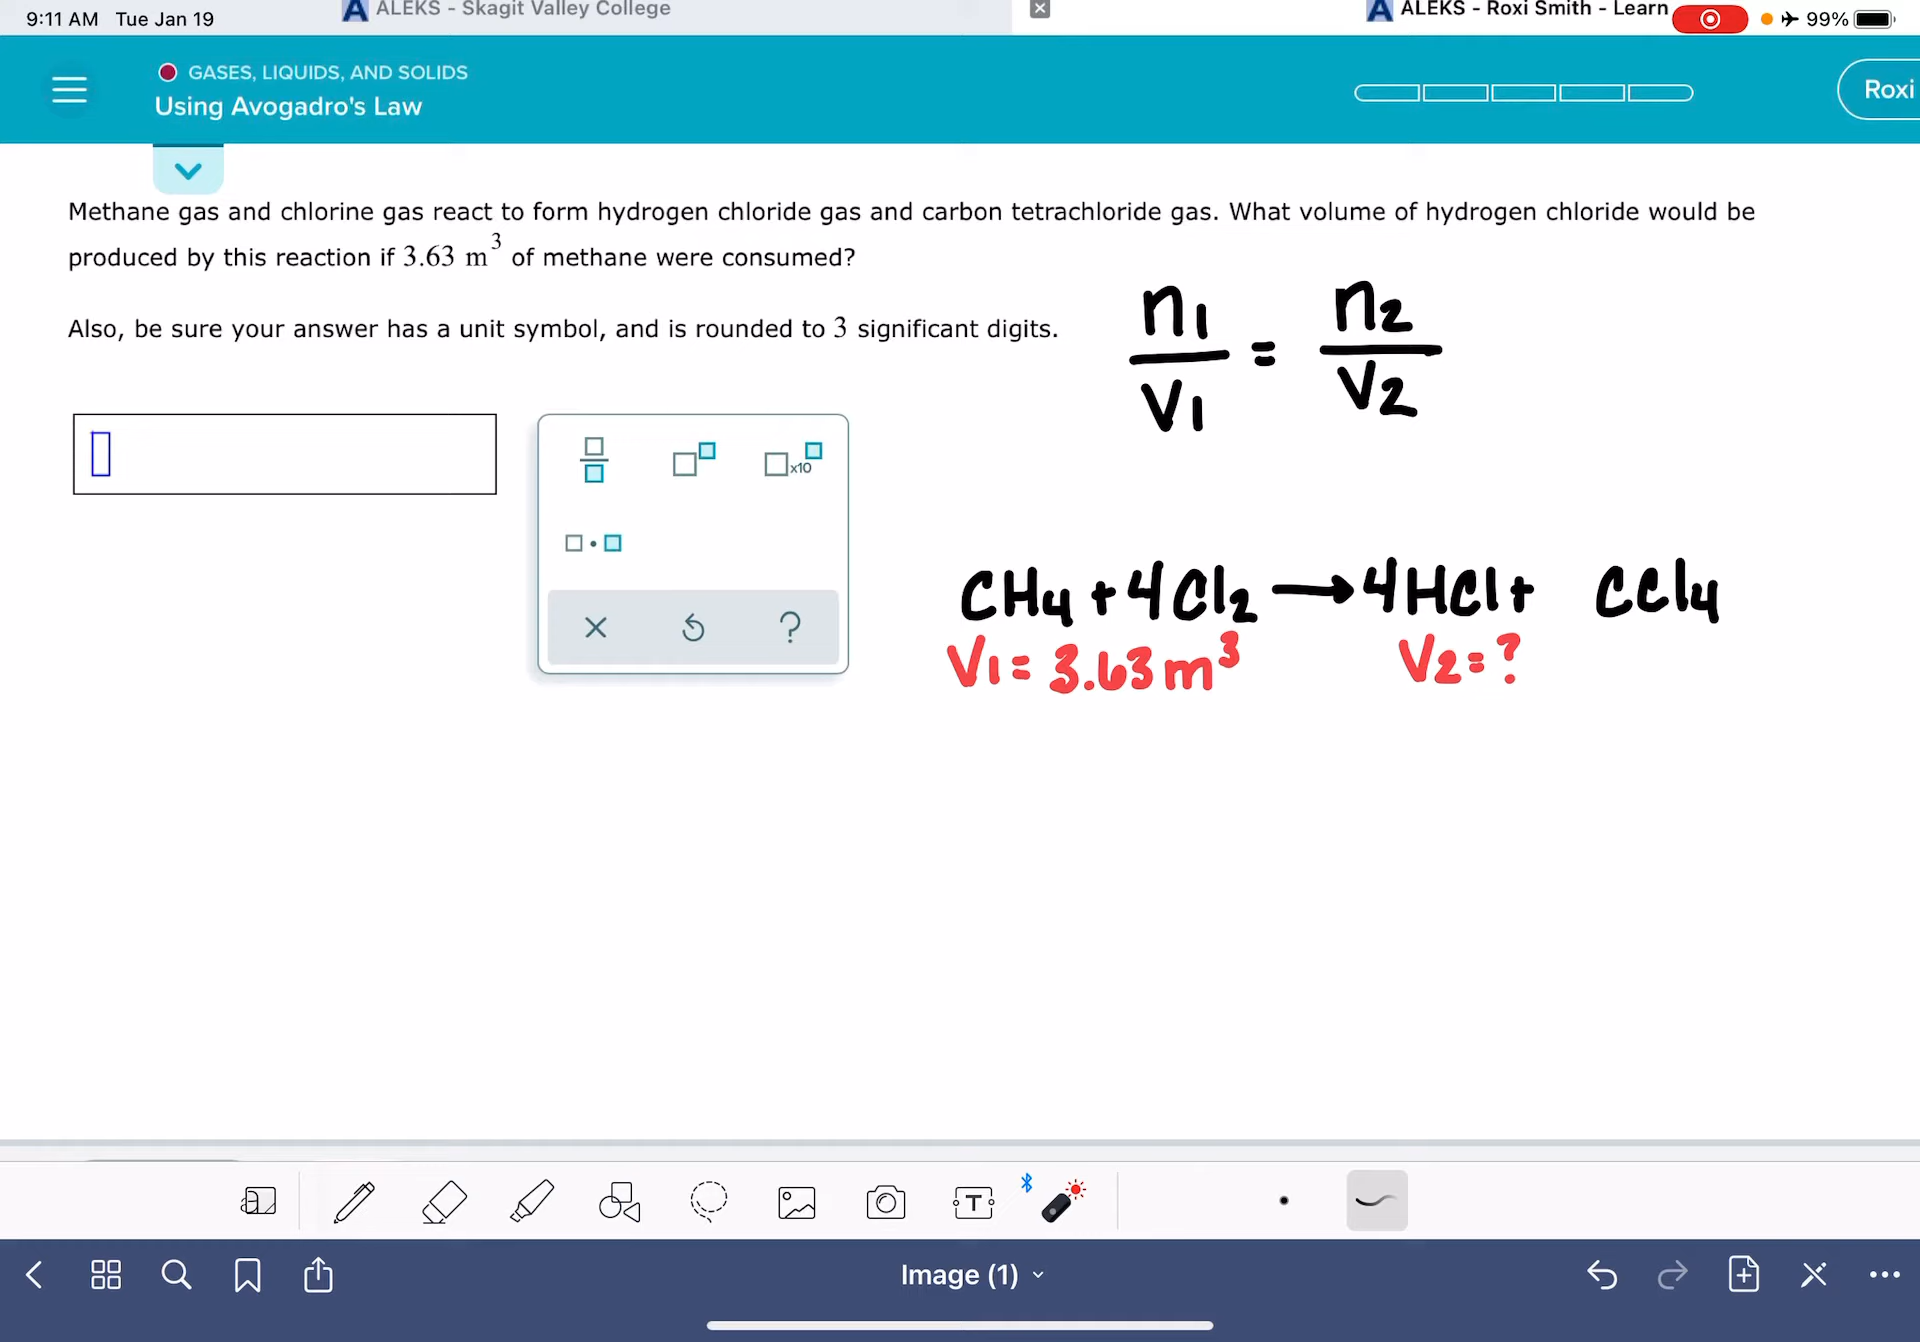 9:11 AM Tue Jan 19
ALEKS - Skagit Valley College
ALEKS - Roxi Smith - Learn
99%
GASES, LIQUIDS, AND SOLIDS
Using Avogadro's Law
Roxi
Methane gas and chlorine gas react to form hydrogen chloride gas and carbon tetrachloride gas. What volume of hydrogen chloride would be
produced by this reaction if 3.63 m³ of methane were consumed?
Also, be sure your answer has a unit symbol, and is rounded to 3 significant digits.
n1/V1 = n2/V2
x10
CH4 + 4Cl2 → 4HCl + CCl4
V1 = 3.63 m³ V2 = ?
Image (1)